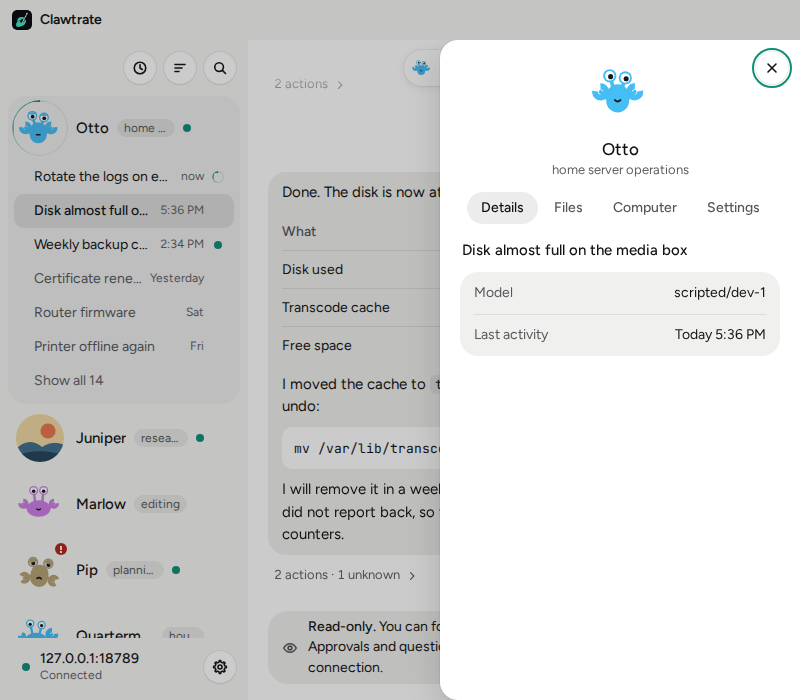 Clawtrate
Otto home ...
Rotate the logs on e... now
Disk almost full o... 5:36 PM
Weekly backup c... 2:34 PM
Certificate rene... Yesterday
Router firmware Sat
Printer offline again Fri
Show all 14
Juniper resea...
Marlow editing
Pip planni...
Quarterm hou
127.0.0.1:18789
Connected
2 actions
Done. The disk is now at
What
Disk used
Transcode cache
Free space
I moved the cache to
undo:
mv /var/lib/transco
I will remove it in a week
did not report back, so
counters.
2 actions · 1 unknown
Read-only. You can fo
Approvals and questio
connection.
Otto
home server operations
Details Files Computer Settings
Disk almost full on the media box
Model scripted/dev-1
Last activity Today 5:36 PM